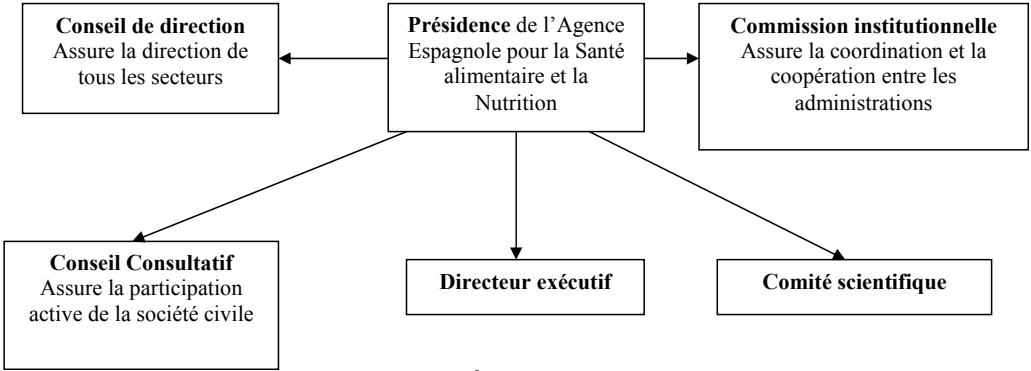 Conseil de direction
Assure la direction de
tous les secteurs
Présidence de l'Agence
Espagnole pour la Santé
alimentaire et la
Nutrition
Commission institutionnelle
Assure la coordination et la
coopération entre les
administrations
Conseil Consultatif
Assure la participation
active de la société civile
Directeur exécutif
Comité scientifique